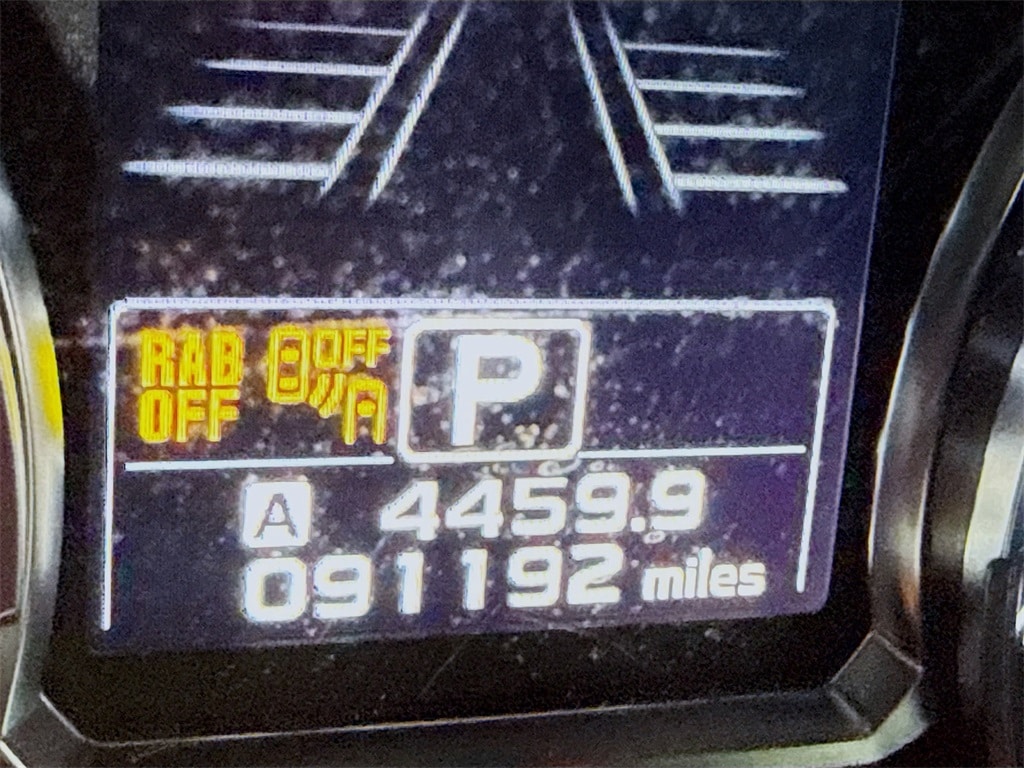 RAB OFF P
OFF
A 4459.9
091192 miles